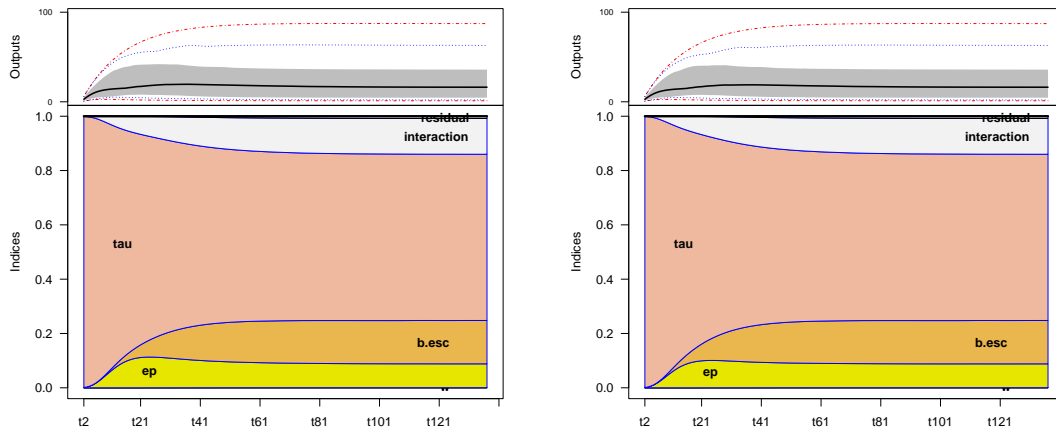 100
Outputs
0
1.0
residual
interaction
0.8
0.6
tau
Indices
0.4
0.2
b.esc
ep
0.0
t2 t21 t41 t61 t81 t101 t121
100
Outputs
0
1.0
residual
interaction
0.8
0.6
tau
Indices
0.4
0.2
b.esc
ep
0.0
t2 t21 t41 t61 t81 t101 t121